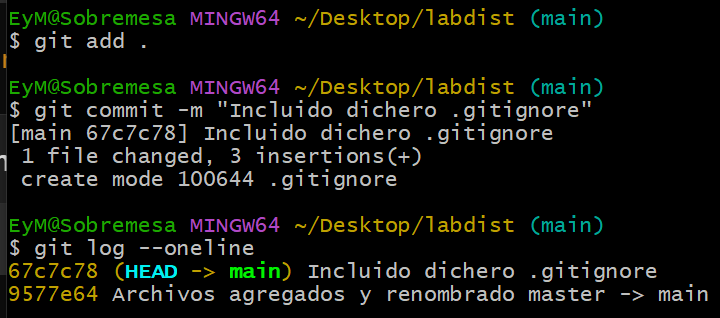 EyM@Sobremesa MINGW64 ~/Desktop/labdist (main)
$ git add .
EyM@Sobremesa MINGW64 ~/Desktop/labdist (main)
$ git commit -m "Incluido dichero .gitignore"
[main 67c7c78] Incluido dichero .gitignore
 1 file changed, 3 insertions(+)
 create mode 100644 .gitignore
EyM@Sobremesa MINGW64 ~/Desktop/labdist (main)
$ git log --oneline
67c7c78 (HEAD -> main) Incluido dichero .gitignore
9577e64 Archivos agregados y renombrado master -> main